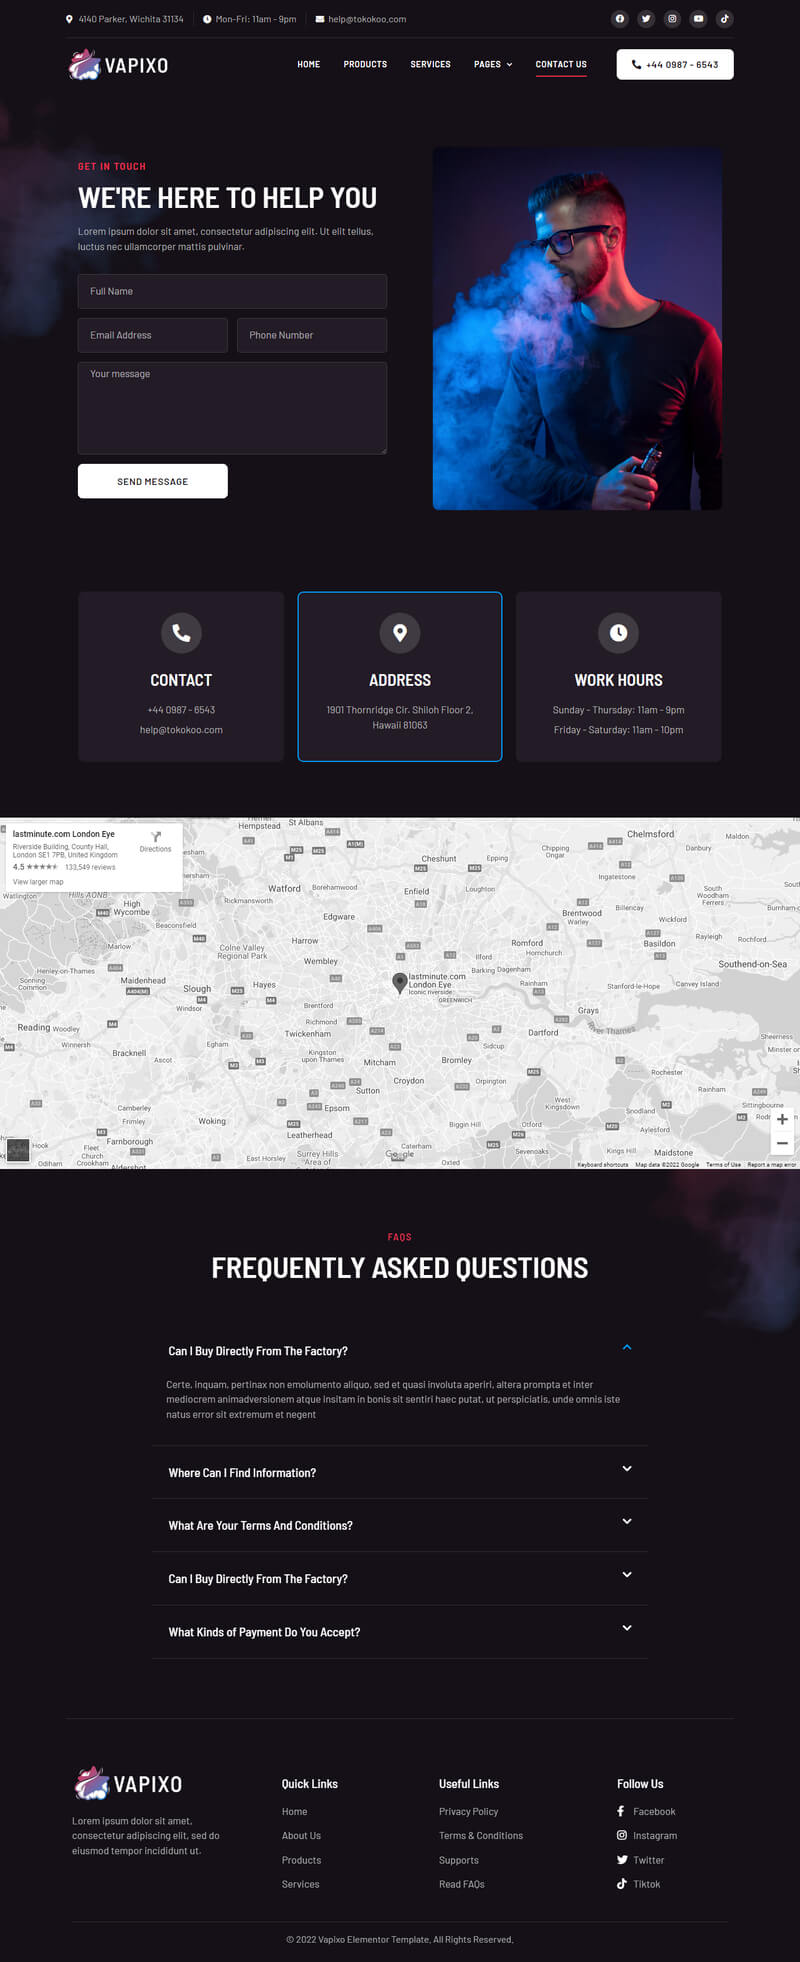 4140 Parker, Wichita 31134
Mon-Fri: 11am - 9pm
help@tokokoo.com
VAPIXO
HOME
PRODUCTS
SERVICES
PAGES
CONTACT US
+44 0987 - 6543
GET IN TOUCH
WE'RE HERE TO HELP YOU
Lorem ipsum dolor sit amet, consectetur adipiscing elit. Ut elit tellus,
luctus nec ullamcorper mattis pulvinar.
Full Name
Email Address
Phone Number
Your message
SEND MESSAGE
CONTACT
+44 0987 - 6543
help@tokokoo.com
ADDRESS
1901 Thornridge Cir. Shiloh Floor 2,
Hawaii 81063
WORK HOURS
Sunday - Thursday: 11am - 9pm
Friday - Saturday: 11am - 10pm
lastminute.com London Eye
Riverside Building, County Hall,
London SE1 7PB, United Kingdom
4.5
133,549 reviews
View larger map
Directions
Hemel
Hempstead
St Albans
Cheshunt
Epping
Chipping
Ongar
Chelmsford
Maldon
Danbury
Ingatestone
Watford
Borehamwood
Enfield
Loughton
South
Woodham
Ferrers
Rickmansworth
High
Wycombe
Beaconsfield
Edgware
Brentwood
Warley
Billericay
Wickford
Rayleigh
Rochford
Marlow
Colne Valley
Regional Park
Harrow
Wembley
Romford
Hornchurch
Ilford
Barking
Dagenham
Basildon
Southend-on-Sea
Henley-on-Thames
Sonning
Common
Maidenhead
Slough
Windsor
Hayes
lastminute.com
London Eye
Iconic riverside
GREENWICH
Rainham
Stanford-le-Hope
Canvey Island
Brentford
Richmond
Twickenham
Grays
River Thames
Dartford
Reading
Woodley
Winnersh
Bracknell
Ascot
Egham
Kingston
upon Thames
Mitcham
Bromley
Sidcup
Sheerness
Croydon
Sutton
Orpington
Rochester
Rainham
Epsom
West
Kingsdown
Sittingbourne
Camberley
Frimley
Farnborough
Woking
Leatherhead
Biggin Hill
Otford
Snodland
Aylesford
Maidstone
Hook
Fleet
Church
Crookham
Odiham
Aldershot
East Horsley
Surrey Hills
Area of
Caterham
Oxted
Sevenoaks
Kings Hill
Google
Keyboard shortcuts
Map data ©2022 Google
Terms of Use
Report a map error
FAQS
FREQUENTLY ASKED QUESTIONS
Can I Buy Directly From The Factory?
Certe, inquam, pertinax non emolumento aliquo, sed et quasi involuta aperiri, altera prompta et inter
mediocrem animadversionem atque insitam in bonis sit sentiri haec putat, ut perspiciatis, unde omnis iste
natus error sit extremum et negent
Where Can I Find Information?
What Are Your Terms And Conditions?
Can I Buy Directly From The Factory?
What Kinds of Payment Do You Accept?
VAPIXO
Lorem ipsum dolor sit amet,
consectetur adipiscing elit, sed do
eiusmod tempor incididunt ut.
Quick Links
Home
About Us
Products
Services
Useful Links
Privacy Policy
Terms & Conditions
Supports
Read FAQs
Follow Us
Facebook
Instagram
Twitter
Tiktok
© 2022 Vapixo Elementor Template. All Rights Reserved.